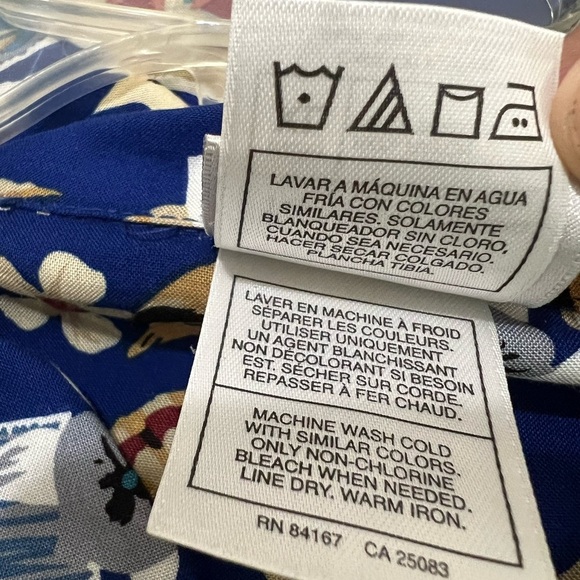 LAVAR A MÁQUINA EN AGUA
FRÍA CON COLORES
SIMILARES. SOLAMENTE
BLANQUEADOR SIN CLORO,
CUANDO SEA NECESARIO.
HACER SECAR COLGADO.
PLANCHA TIBIA.
LAVER EN MACHINE À FROID
SÉPARER LES COULEURS.
UTILISER UNIQUEMENT
UN AGENT BLANCHISSANT
NON DÉCOLORANT SI BESOIN
EST. SÉCHER SUR CORDE.
REPASSER À FER CHAUD.
MACHINE WASH COLD
WITH SIMILAR COLORS.
ONLY NON-CHLORINE
BLEACH WHEN NEEDED.
LINE DRY. WARM IRON.
RN 84167 CA 25083